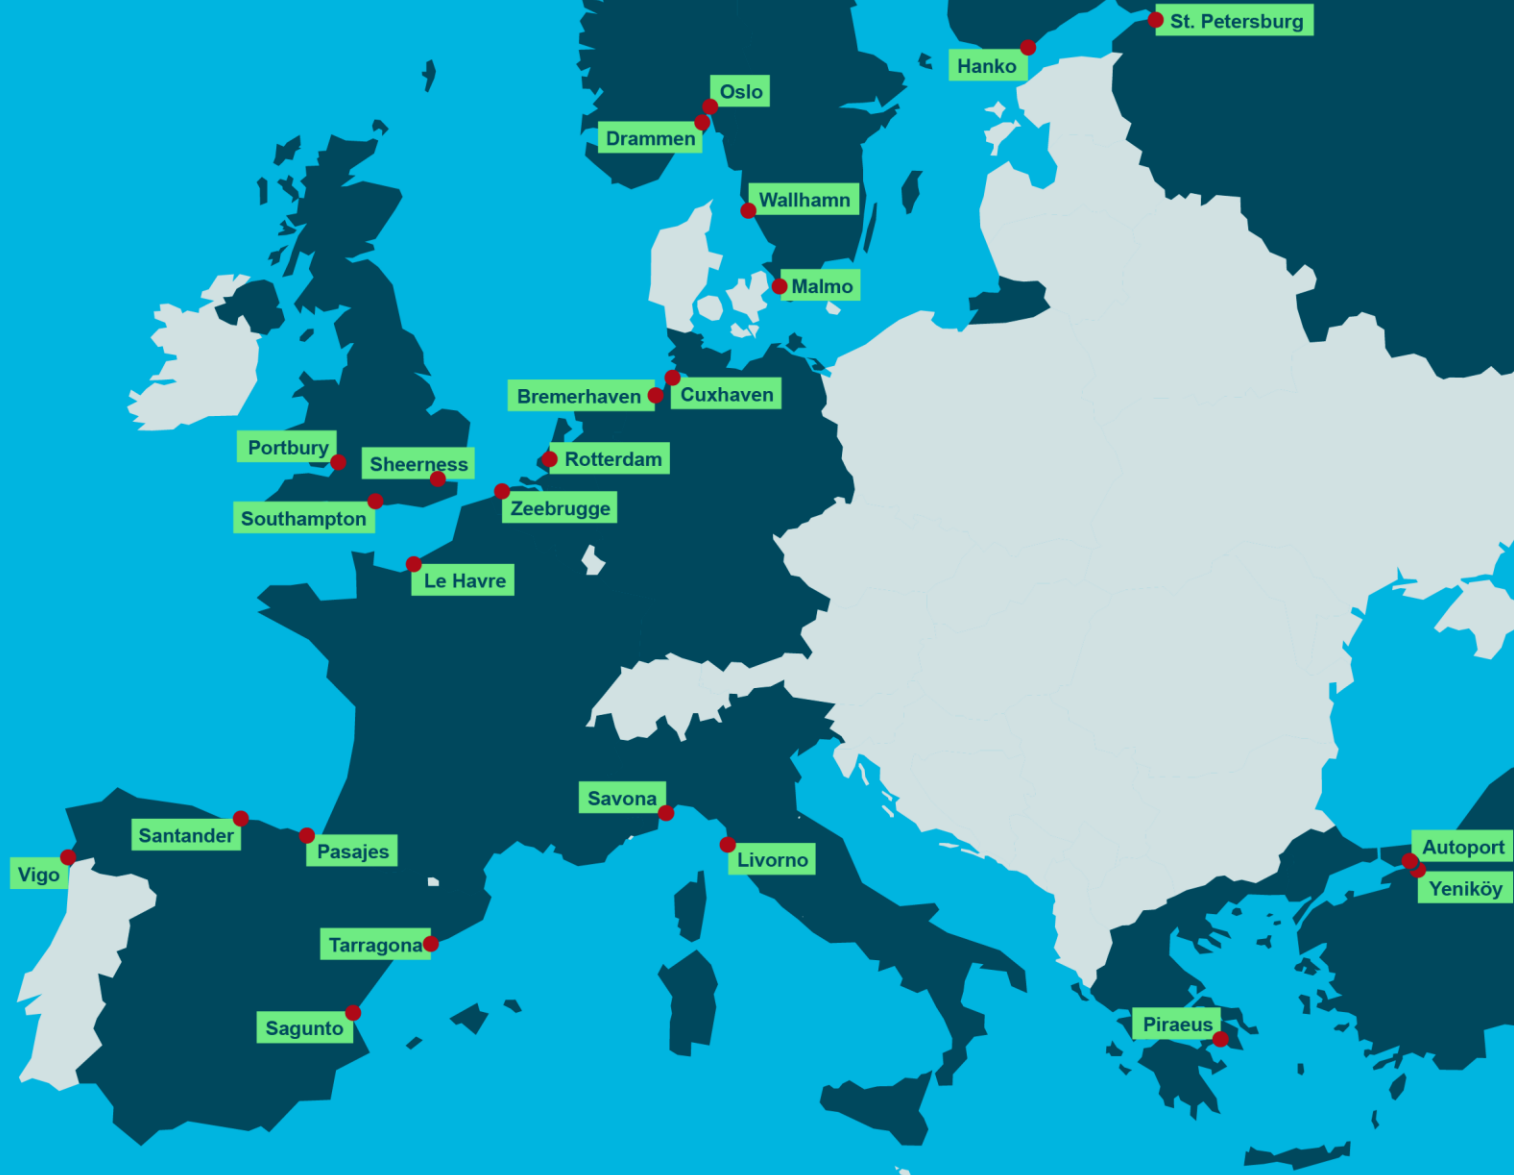 St. Petersburg
Hanko
Oslo
Drammen
Wallhamn
Malmo
Bremerhaven
Cuxhaven
Portbury
Sheerness
Rotterdam
Southampton
Zeebrugge
Le Havre
Savona
Santander
Pasajes
Livorno
Autoport
Vigo
Yeniköy
Tarragona
Sagunto
Piraeus